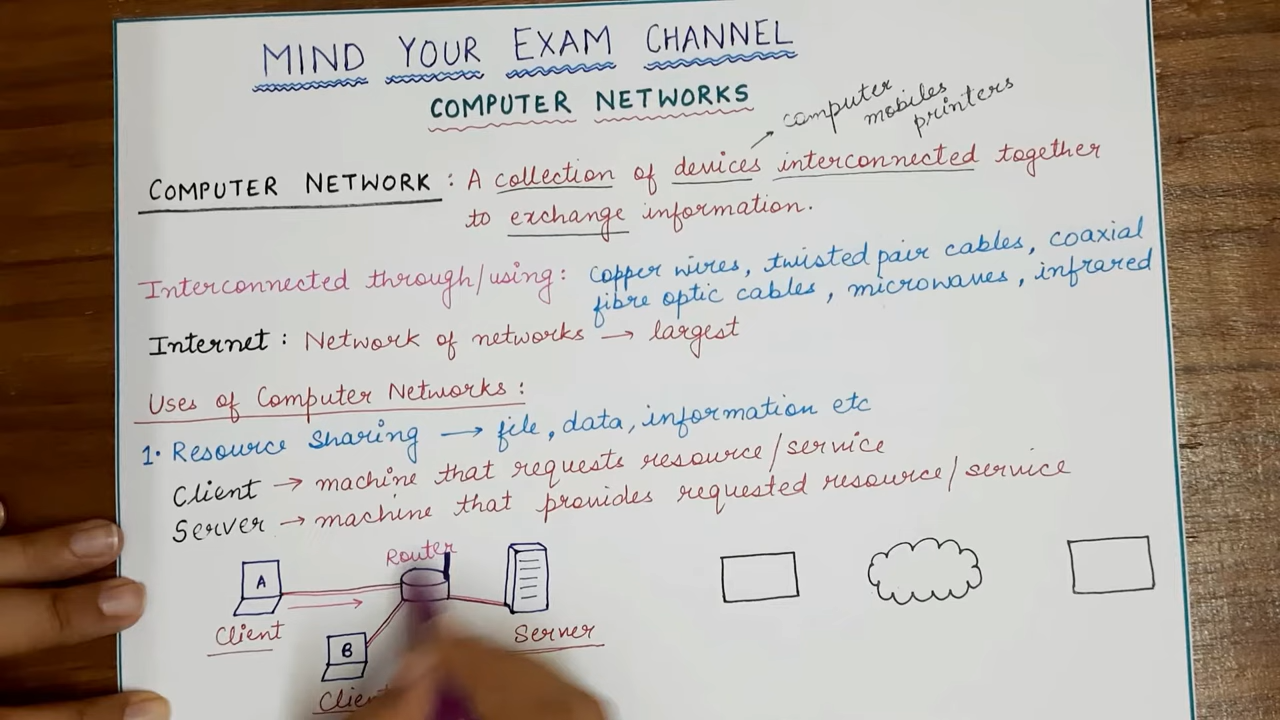 MIND YOUR EXAM CHANNEL
COMPUTER NETWORKS
computer
mobiles
printers
COMPUTER NETWORK : A collection of devices interconnected together
to exchange information.
Interconnected through/using: copper wires, twisted pair cables, coaxial
fibre optic cables, microwaves, infrared
Internet : Network of networks → largest
Uses of Computer Networks :
1. Resource sharing → file, data, information etc
Client → machine that requests resource/service
Server → machine that provides requested resource/service
Router
A
Client
Server
B
Client